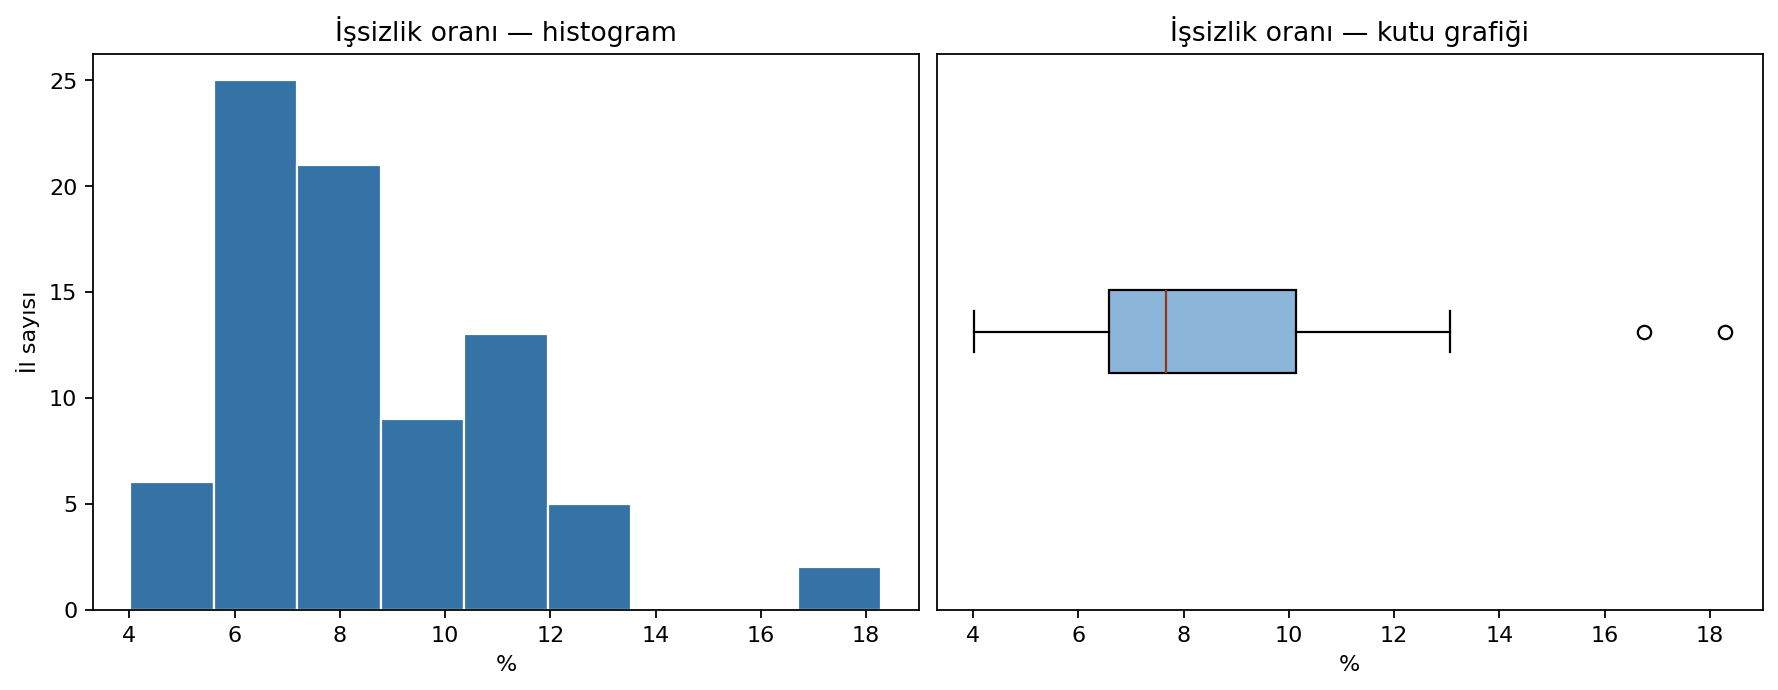 İşsizlik oranı — histogram
25
20
15
10
5
0
İl sayısı
4 6 8 10 12 14 16 18
%
İşsizlik oranı — kutu grafiği
4 6 8 10 12 14 16 18
%